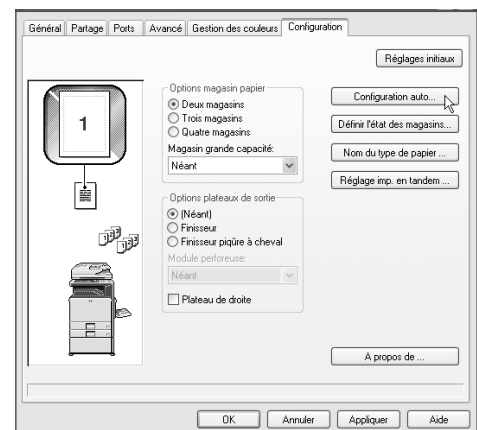 Général Partage Ports Avancé Gestion des couleurs Configuration
Réglages initiaux
1
Options magasin papier
Deux magasins
Trois magasins
Quatre magasins
Magasin grande capacité:
Néant
Options plateaux de sortie
(Néant)
Finisseur
Finisseur piqûre à cheval
Module perforeuse:
Néant
Plateau de droite
Configuration auto...
Définir l'état des magasins...
Nom du type de papier ...
Réglage imp. en tandem ...
A propos de ...
OK Annuler Appliquer Aide